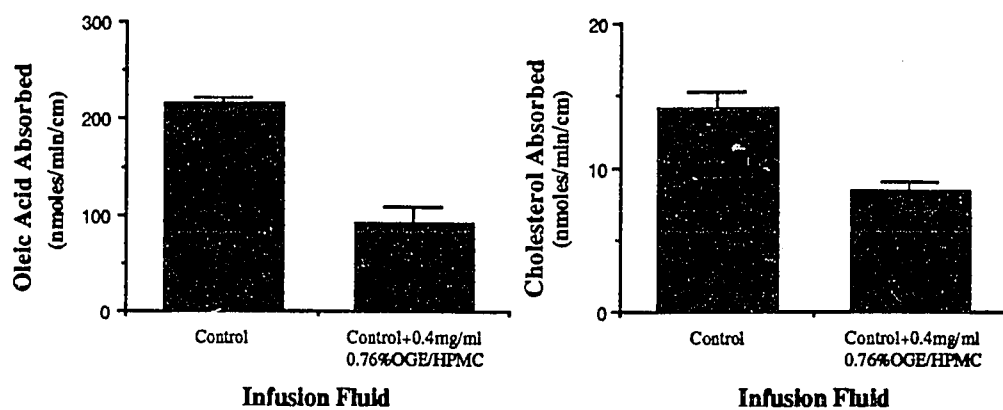 300
200
100
0
Oleic Acid Absorbed
(nmoles/min/cm)
Control
Control+0.4mg/ml
0.76%OGE/HPMC
Infusion Fluid
20
10
0
Cholesterol Absorbed
(nmoles/min/cm)
Control
Control+0.4mg/ml
0.76%OGE/HPMC
Infusion Fluid